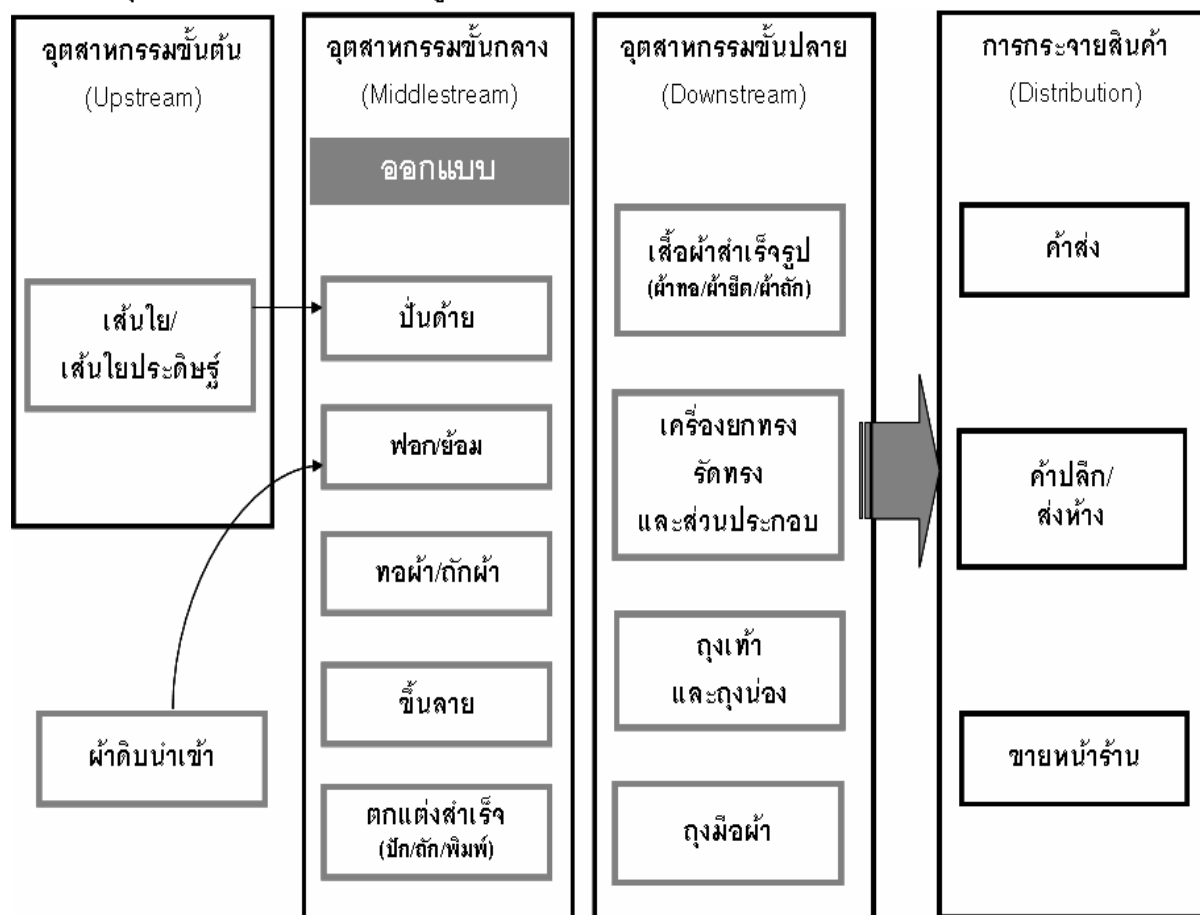 อุตสาหกรรมขั้นต้น
(Upstream)
เส้นใย/
เส้นใยประดิษฐ์
ผ้าดิบนำเข้า
อุตสาหกรรมขั้นกลาง
(Middlestream)
ออกแบบ
ปั่นด้าย
ฟอก/ย้อม
ทอผ้า/ถักผ้า
ขึ้นลาย
ตกแต่งสำเร็จ
(ปัก/ถัก/พิมพ์)
อุตสาหกรรมขั้นปลาย
(Downstream)
เสื้อผ้าสำเร็จรูป
(ผ้าทอ/ผ้ายืด/ผ้าถัก)
เครื่องยกทรง
รัดทรง
และส่วนประกอบ
ถุงเท้า
และถุงน่อง
ถุงมือผ้า
การกระจายสินค้า
(Distribution)
ค้าส่ง
ค้าปลีก/
ส่งห้าง
ขายหน้าร้าน